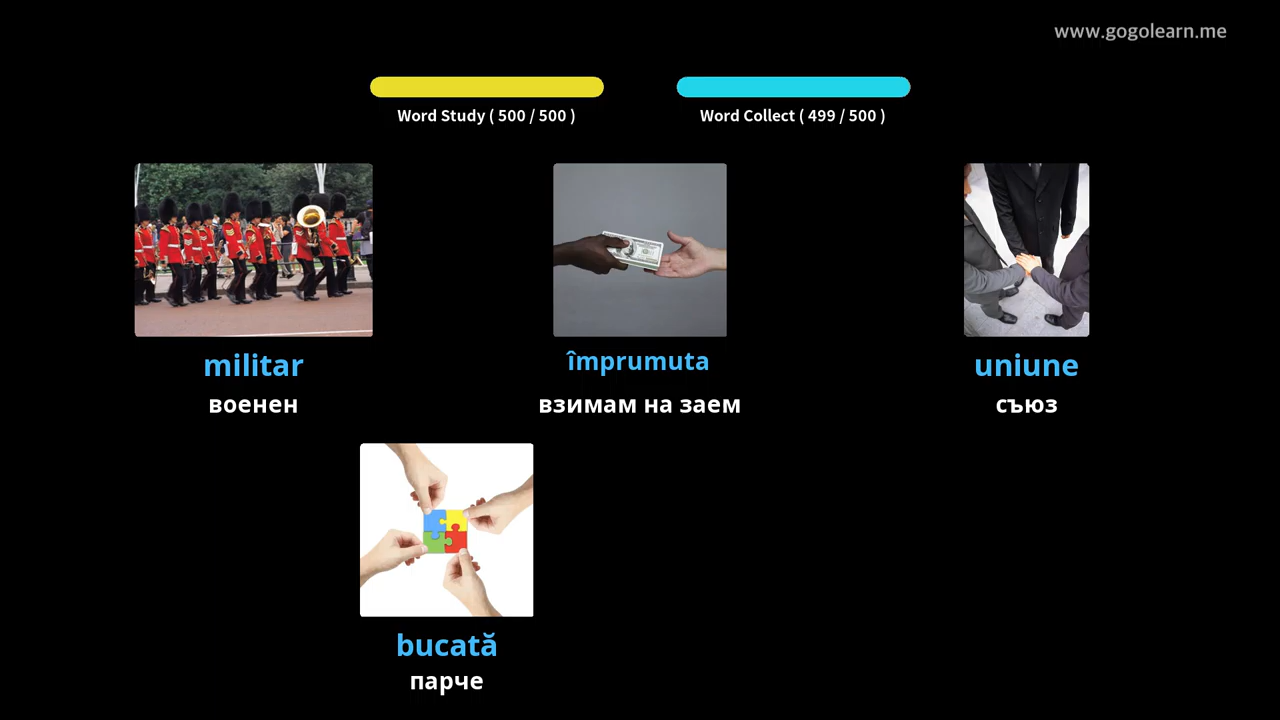 www.gogolearn.me
Word Study ( 500 / 500 )
Word Collect ( 499 / 500 )
militar
военен
împrumuta
взимам на заем
uniune
съюз
bucată
парче